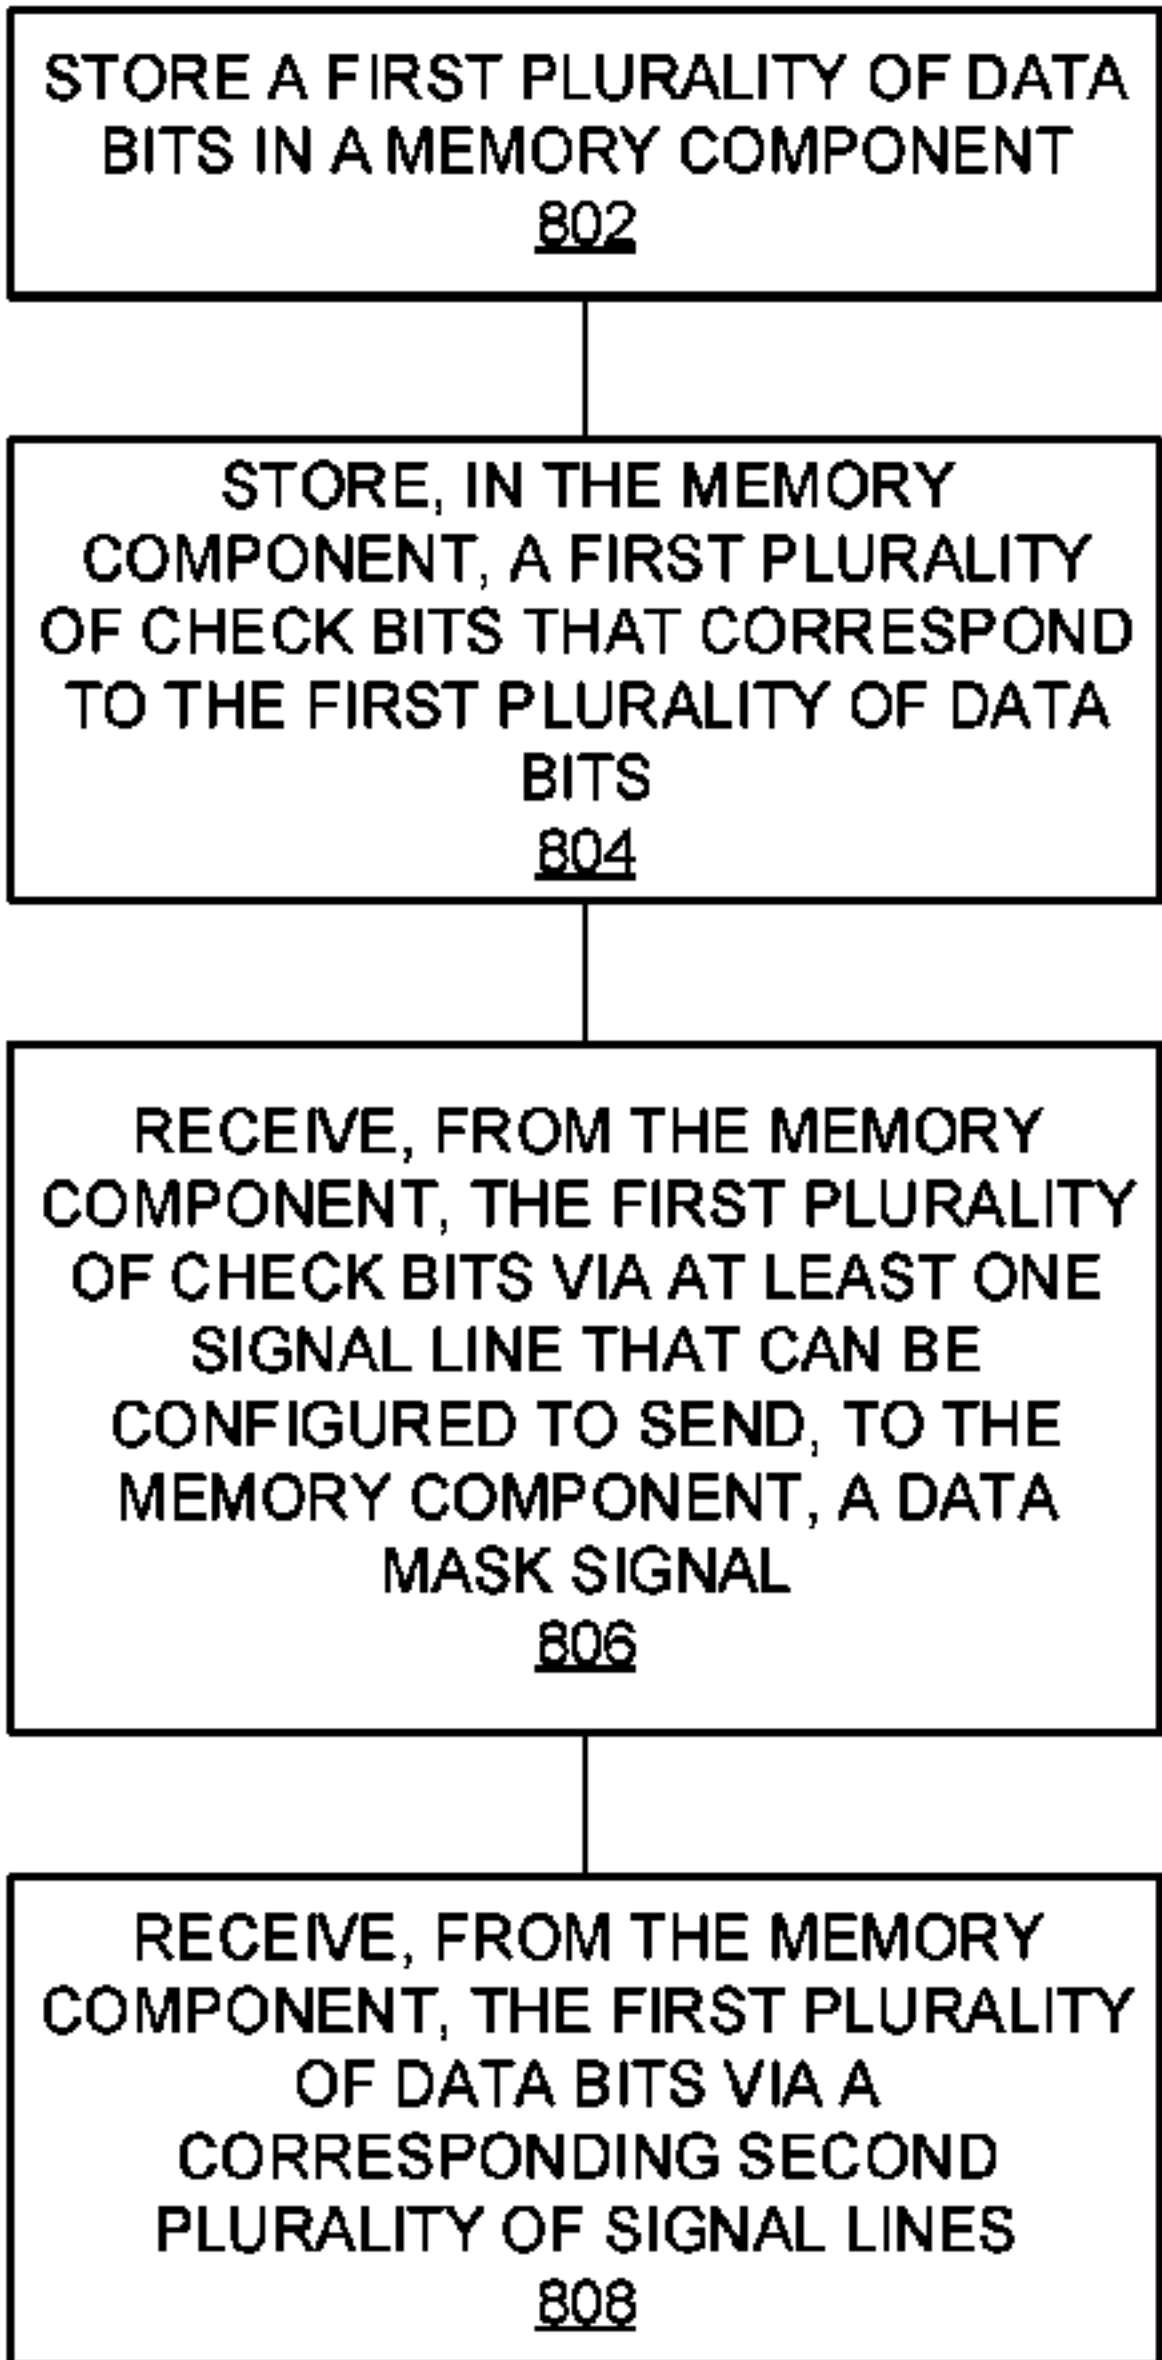 STORE A FIRST PLURALITY OF DATA
BITS IN A MEMORY COMPONENT
802
STORE, IN THE MEMORY
COMPONENT, A FIRST PLURALITY
OF CHECK BITS THAT CORRESPOND
TO THE FIRST PLURALITY OF DATA
BITS
804
RECEIVE, FROM THE MEMORY
COMPONENT, THE FIRST PLURALITY
OF CHECK BITS VIA AT LEAST ONE
SIGNAL LINE THAT CAN BE
CONFIGURED TO SEND, TO THE
MEMORY COMPONENT, A DATA
MASK SIGNAL
806
RECEIVE, FROM THE MEMORY
COMPONENT, THE FIRST PLURALITY
OF DATA BITS VIA A
CORRESPONDING SECOND
PLURALITY OF SIGNAL LINES
808